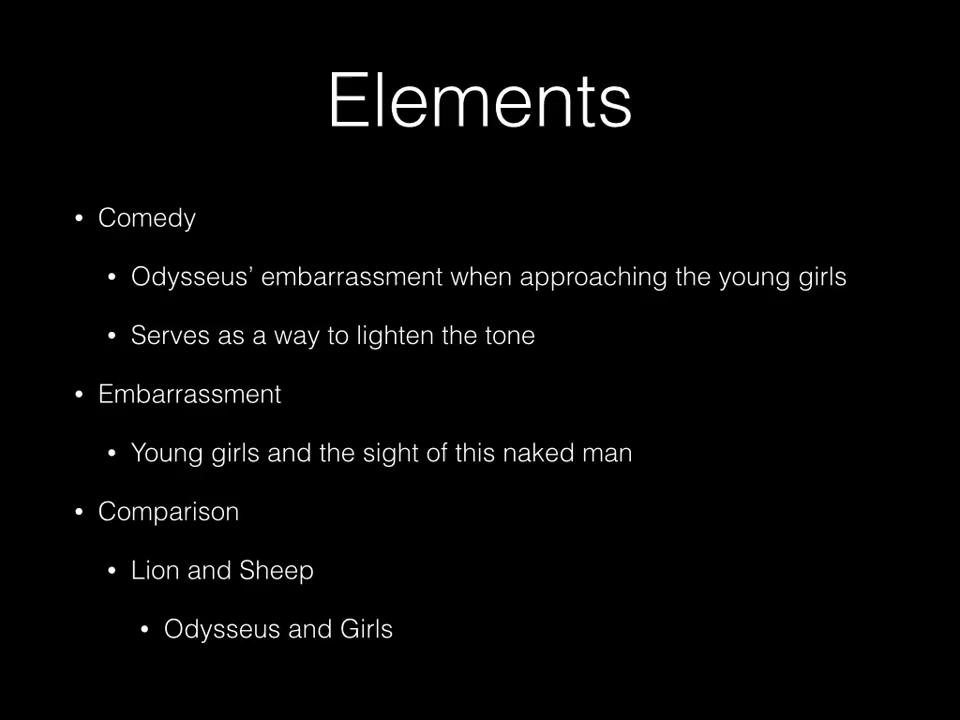 Elements
• Comedy
• Odysseus’ embarrassment when approaching the young girls
• Serves as a way to lighten the tone
• Embarrassment
• Young girls and the sight of this naked man
• Comparison
• Lion and Sheep
• Odysseus and Girls